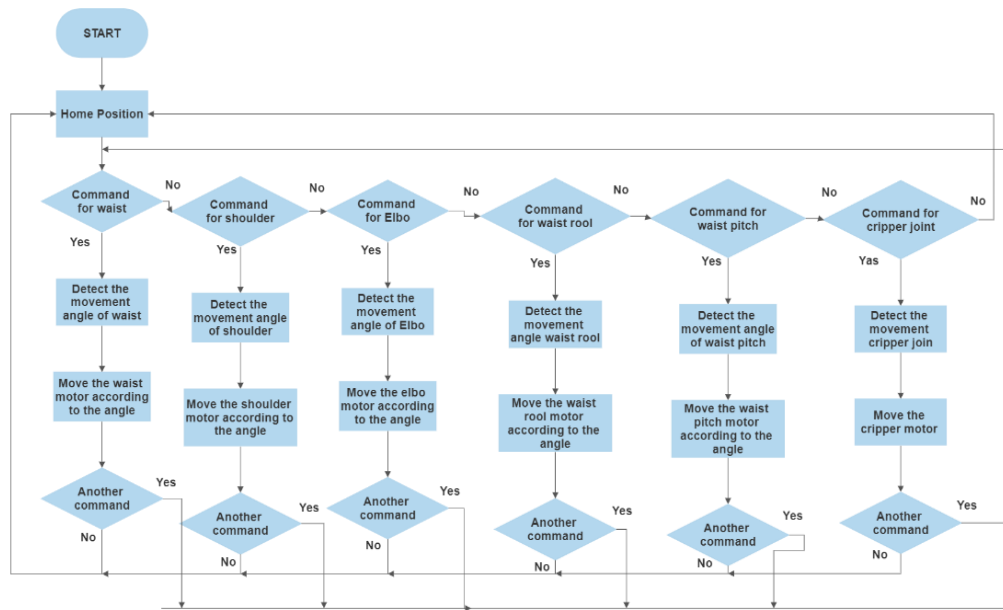 START
Home Position
Command
for waist
No
Command
for shoulder
No
Command
for Elbo
No
Command
for waist rool
No
Command for
waist pitch
No
Command for
cripper joint
No
Yes
Yes
Yes
Yes
Yes
Yas
Detect the
movement
angle of waist
Detect the
movement angle
of shoulder
Detect the
movement
angle of Elbo
Detect the
movement
angle waist rool
Detect the
movement angle
of waist pitch
Detect the
movement
cripper join
Move the waist
motor according
to the angle
Move the shoulder
motor according to
the angle
Move the elbo
motor according
to the angle
Move the waist
rool motor
according to the
angle
Move the waist
pitch motor
according to the
angle
Move the
cripper motor
Another
command
Yes
No
Another
command
Yes
No
Another
command
Yes
No
Another
command
Yes
No
Another
command
Yes
No
Another
command
Yes
No